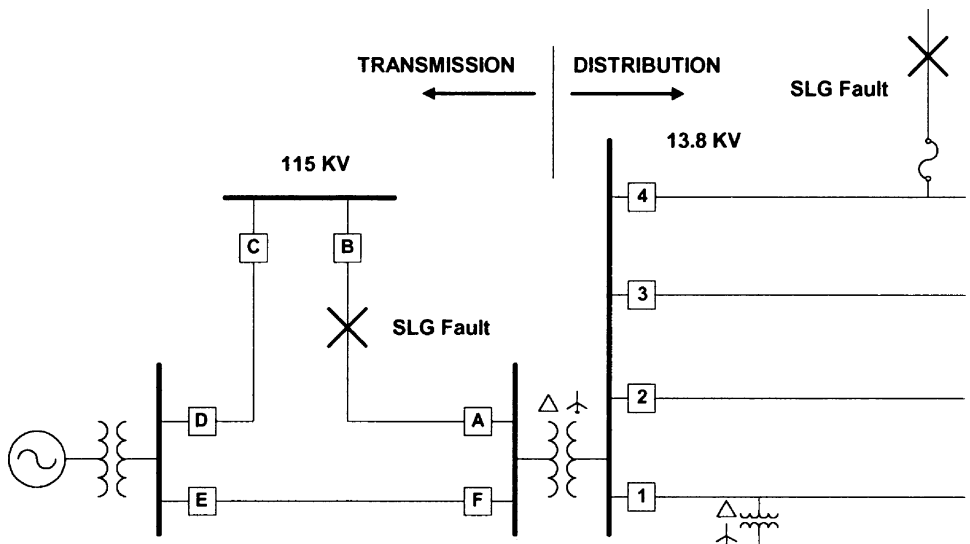 TRANSMISSION
DISTRIBUTION
SLG Fault
13.8 KV
115 KV
4
C
B
3
SLG Fault
2
D
A
E
F
1